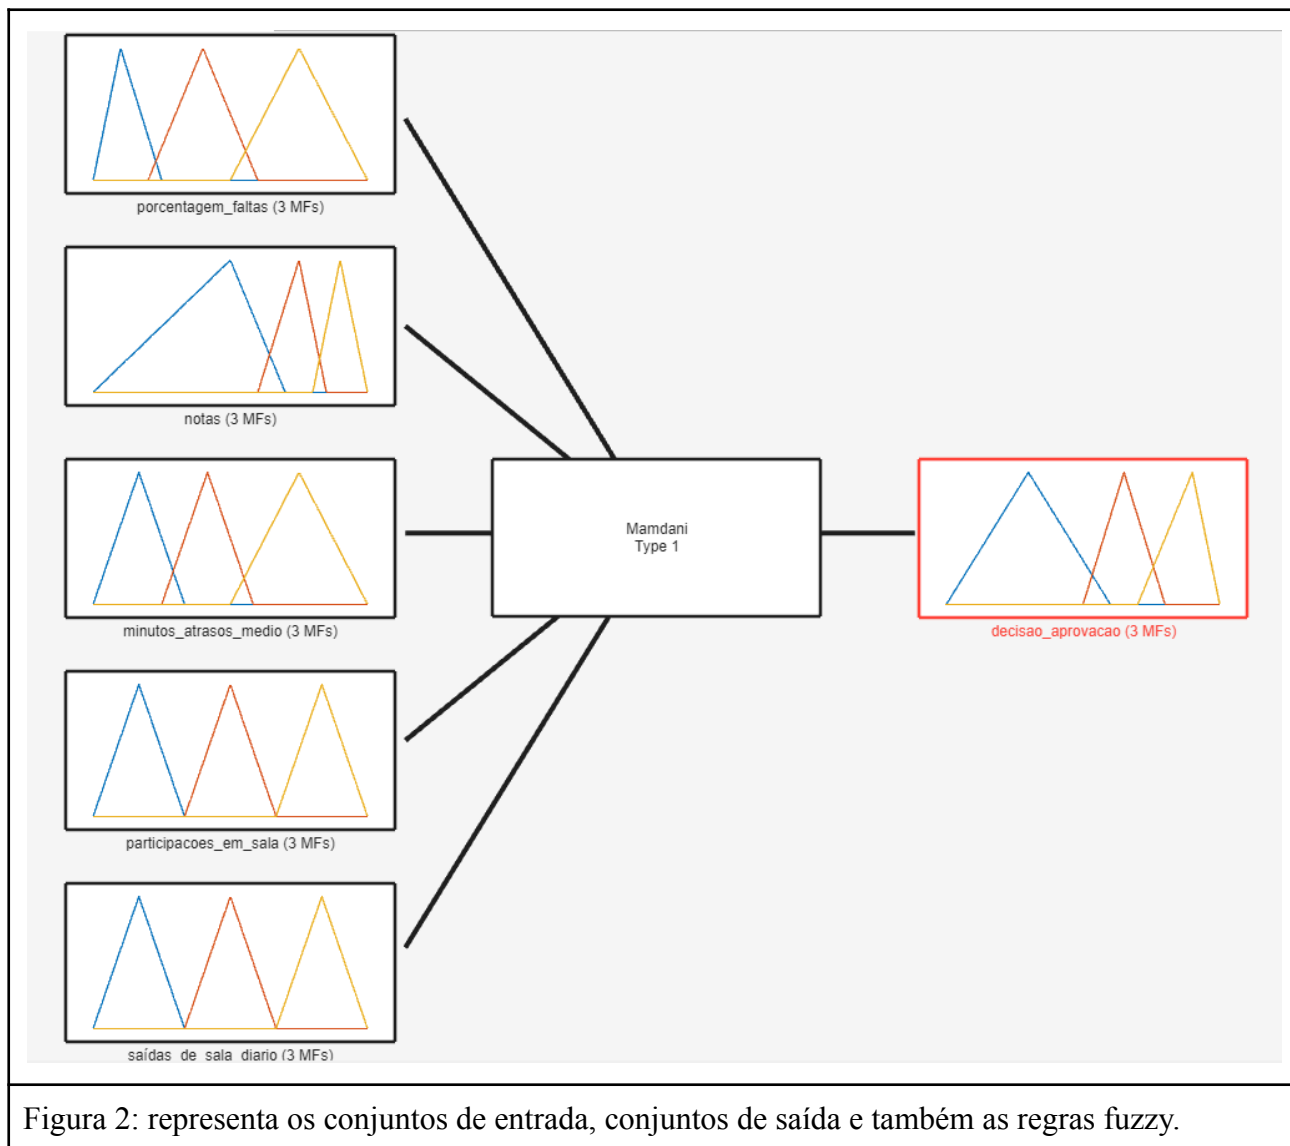 porcentagem_faltas (3 MFs)
notas (3 MFs)
minutos_atrasos_medio (3 MFs)
participacoes_em_sala (3 MFs)
saídas_de_sala_diario (3 MFs)
Mamdani
Type 1
decisao_aprovacao (3 MFs)
Figura 2: representa os conjuntos de entrada, conjuntos de saída e também as regras fuzzy.